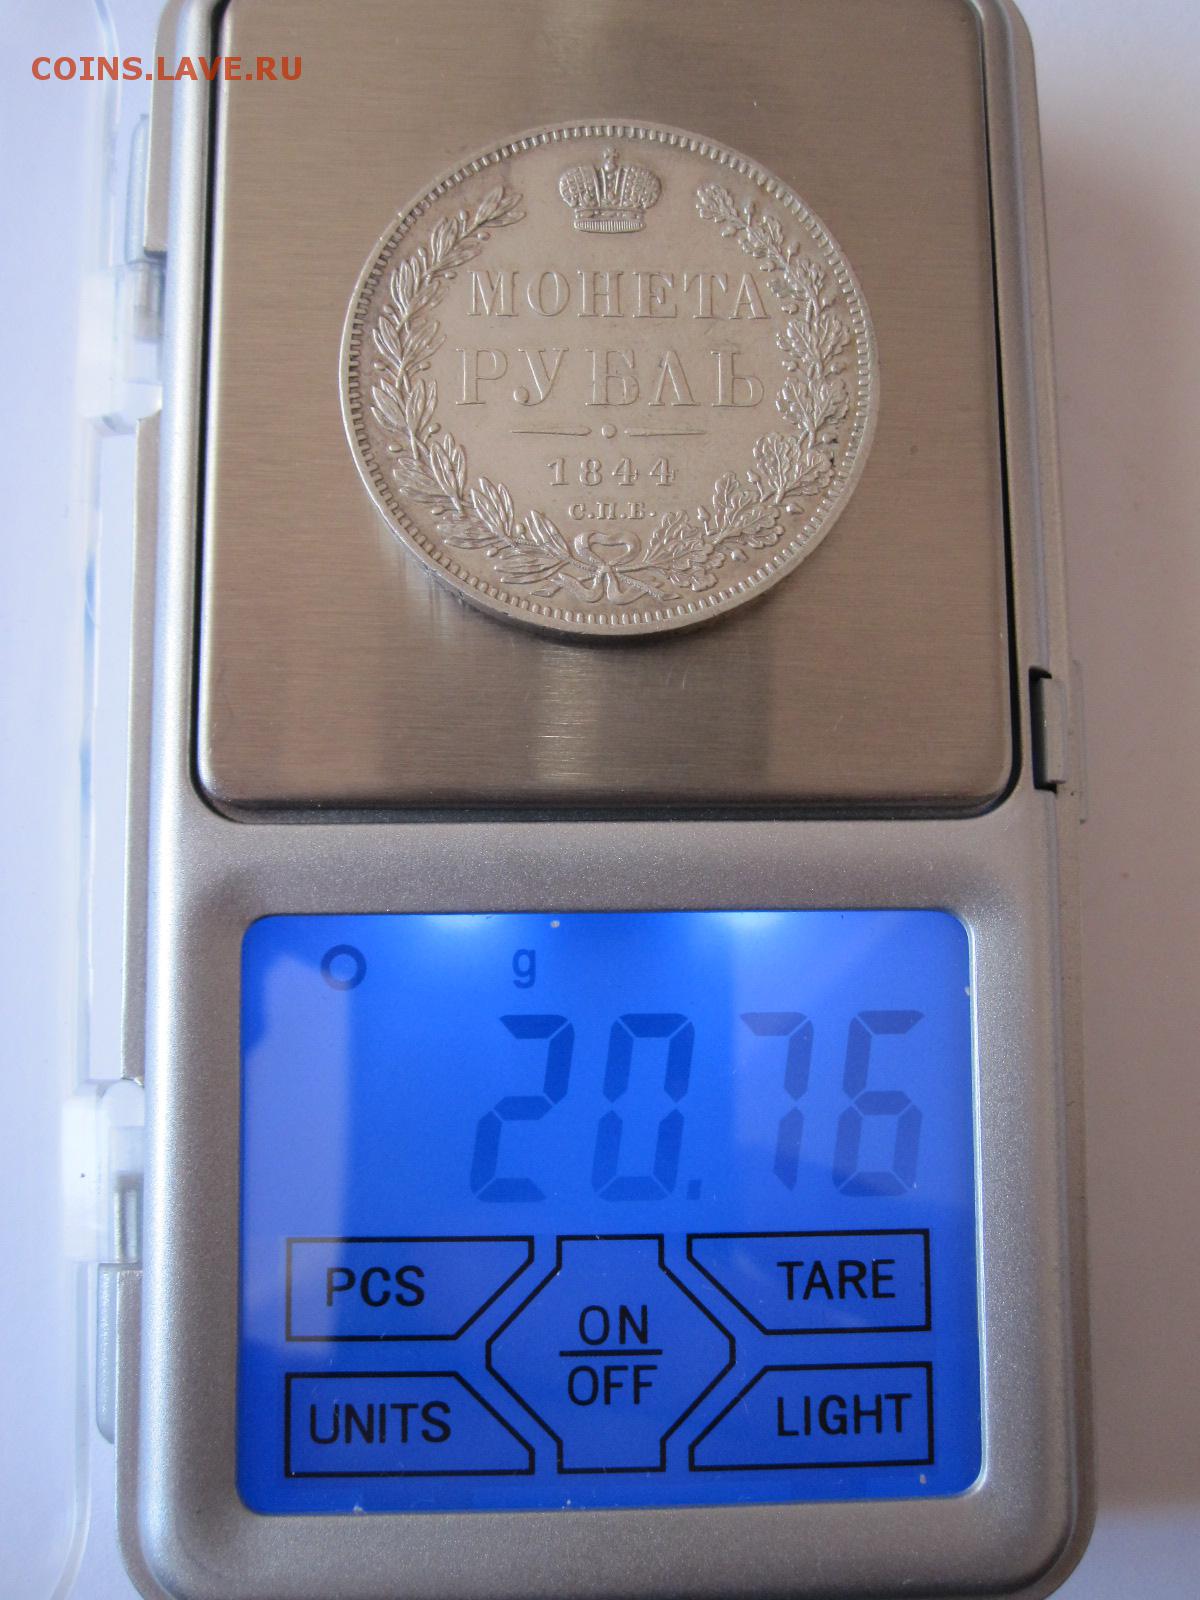 COINS.LAVE.RU
МОНЕТА
РУБЛЬ
1844
С.П.Б.
g
20.76
PCS
TARE
ON
OFF
UNITS
LIGHT